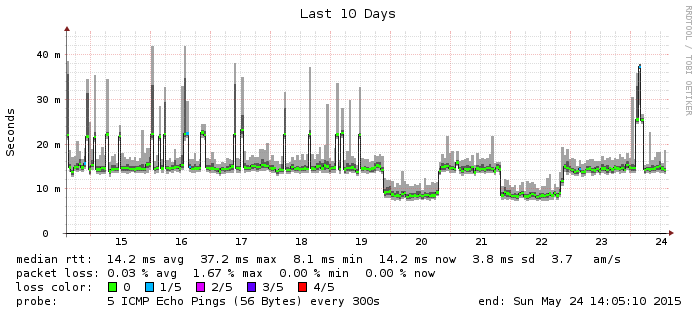 Last 10 Days
RRDTOOL / TOBI OETIKER
Seconds
40 m
30 m
20 m
10 m
0
15 16 17 18 19 20 21 22 23 24
median rtt: 14.2 ms avg 37.2 ms max 8.1 ms min 14.2 ms now 3.8 ms sd 3.7 am/s
packet loss: 0.03 % avg 1.67 % max 0.00 % min 0.00 % now
loss color: 0 1/5 2/5 3/5 4/5
probe: 5 ICMP Echo Pings (56 Bytes) every 300s end: Sun May 24 14:05:10 2015